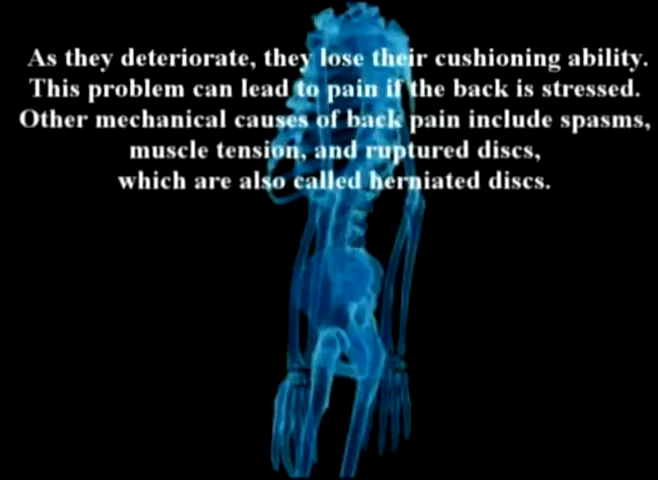 As they deteriorate, they lose their cushioning ability.
This problem can lead to pain if the back is stressed.
Other mechanical causes of back pain include spasms,
muscle tension, and ruptured discs,
which are also called herniated discs.